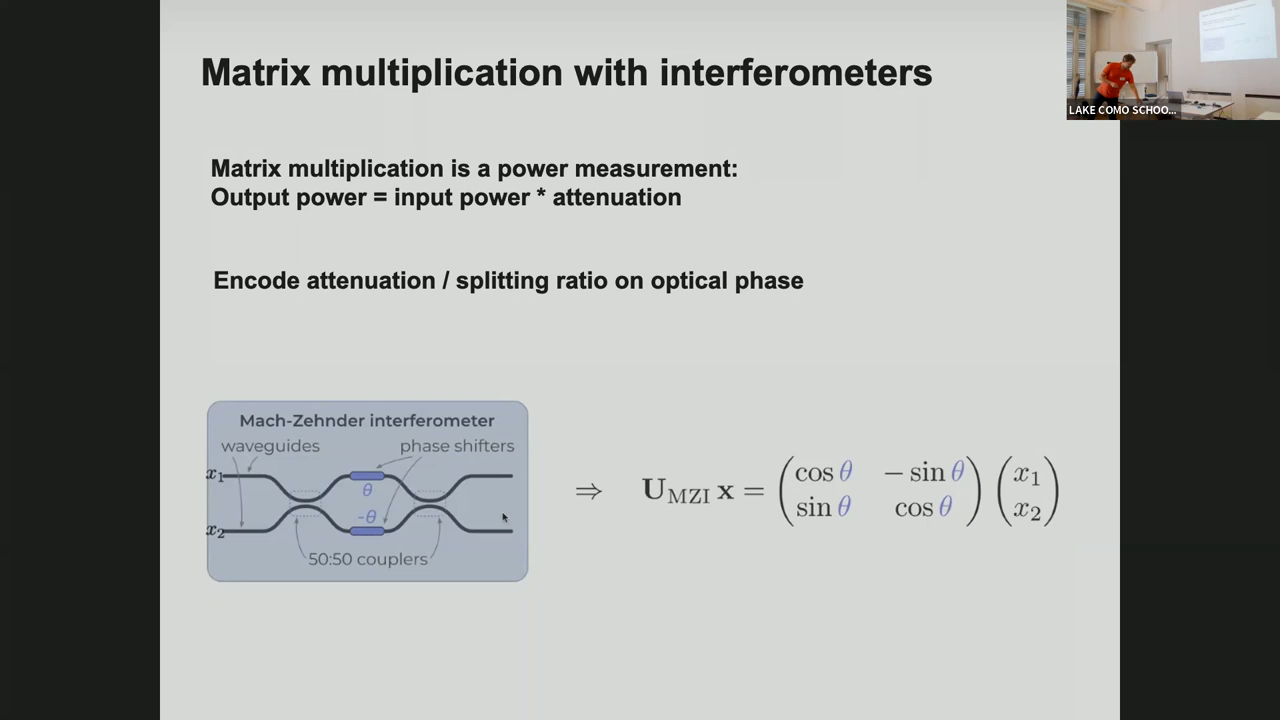 Matrix multiplication with interferometers
LAKE COMO SCHOO...
Matrix multiplication is a power measurement:
Output power = input power * attenuation
Encode attenuation / splitting ratio on optical phase
Mach-Zehnder interferometer
waveguides
phase shifters
x₁
θ
-θ
x₂
50:50 couplers
⇒ U_MZI x = (cos θ − sin θ) (x₁)
(sin θ cos θ) (x₂)